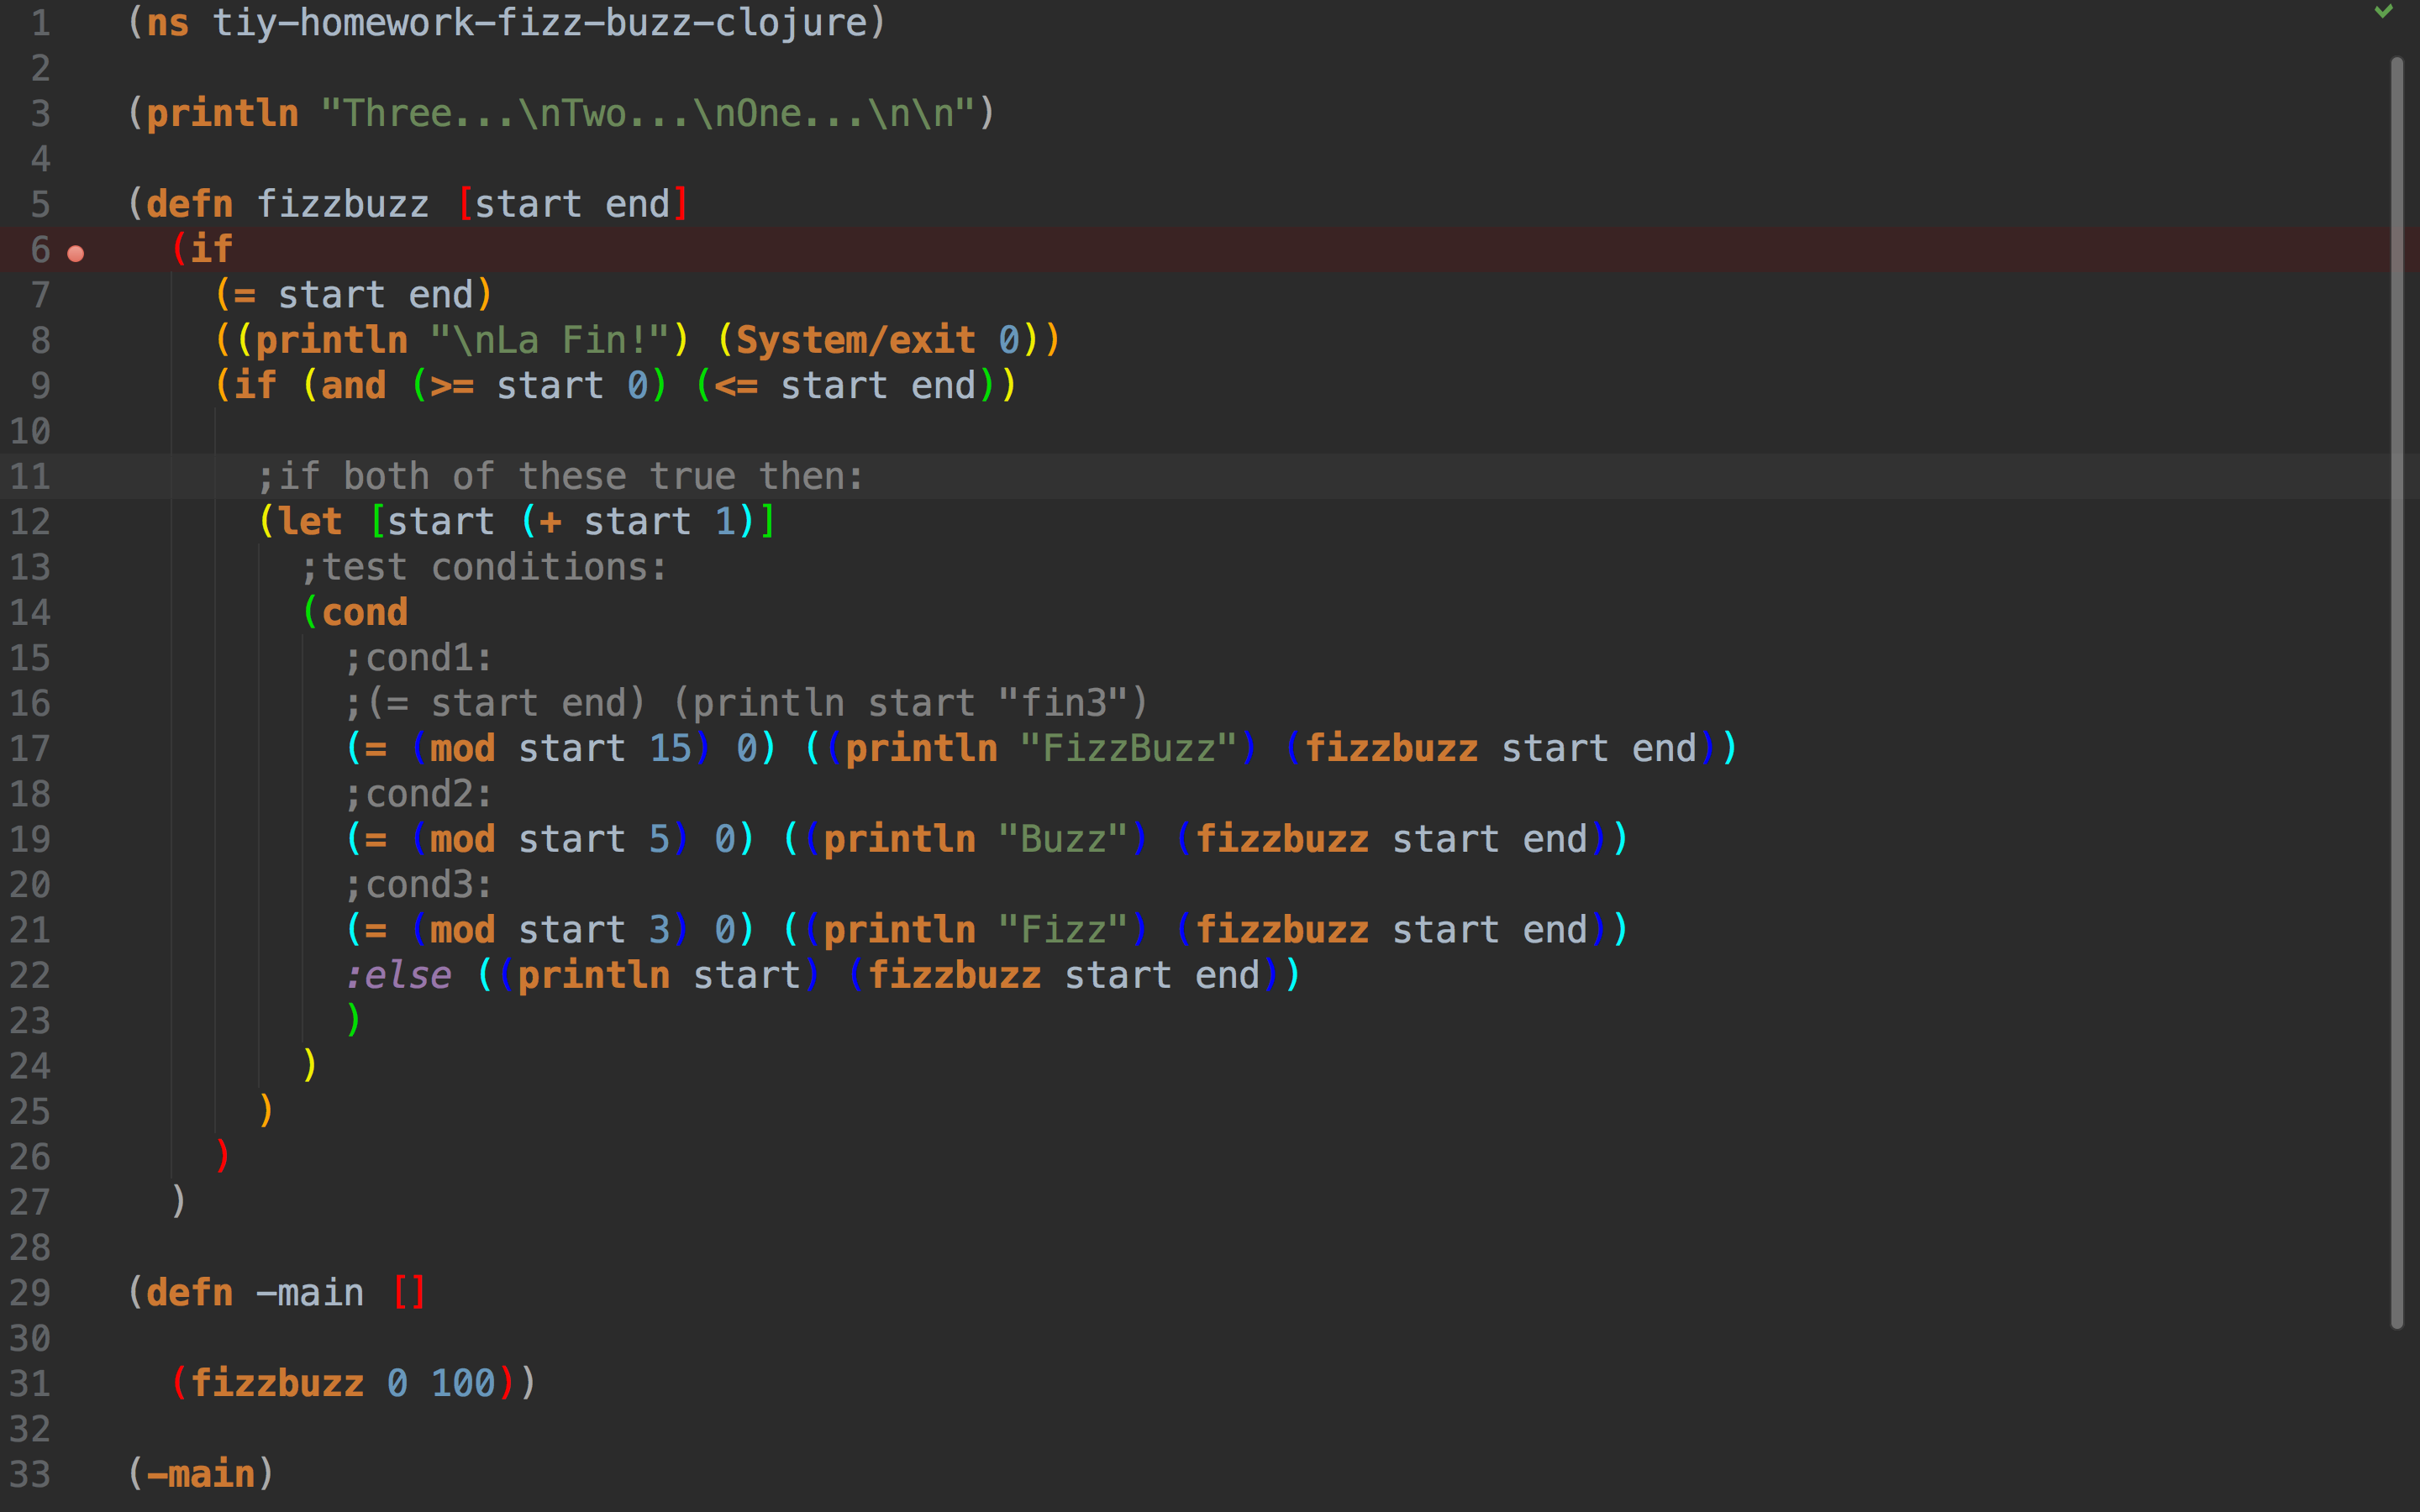 1 (ns tiy-homework-fizz-buzz-clojure)
2
3 (println "Three...\nTwo...\nOne...\n\n")
4
5 (defn fizzbuzz [start end]
6   (if
7     (= start end)
8     ((println "\nLa Fin!") (System/exit 0))
9     (if (and (>= start 0) (<= start end))
10
11       ;if both of these true then:
12       (let [start (+ start 1)]
13         ;test conditions:
14         (cond
15           ;cond1:
16           ;(= start end) (println start "fin3")
17           (= (mod start 15) 0) ((println "FizzBuzz") (fizzbuzz start end))
18           ;cond2:
19           (= (mod start 5) 0) ((println "Buzz") (fizzbuzz start end))
20           ;cond3:
21           (= (mod start 3) 0) ((println "Fizz") (fizzbuzz start end))
22           :else ((println start) (fizzbuzz start end))
23           )
24         )
25       )
26     )
27   )
28
29 (defn -main []
30
31   (fizzbuzz 0 100))
32
33 (-main)